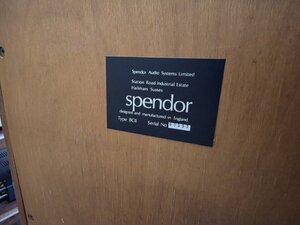 Spendor Audio Systems Limited
Station Road Industrial Estate
Hailsham Sussex
spendor
designed and manufactured in England
Type BCII
Serial No